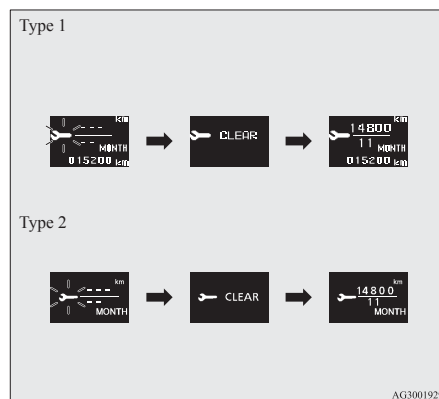 Type 1
km
---
--
MONTH
015200 km
CLEAR
km
14800
11 MONTH
015200 km
Type 2
km
---
--
MONTH
CLEAR
km
14800
11
MONTH